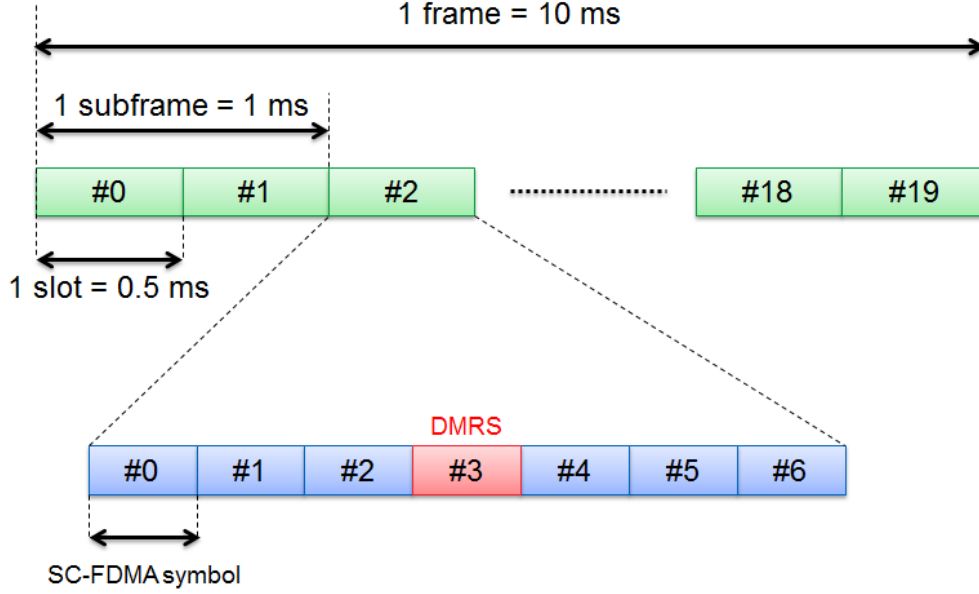 1 frame = 10 ms
1 subframe = 1 ms
#0 #1 #2 #18 #19
1 slot = 0.5 ms
DMRS
#0 #1 #2 #3 #4 #5 #6
SC-FDMA symbol